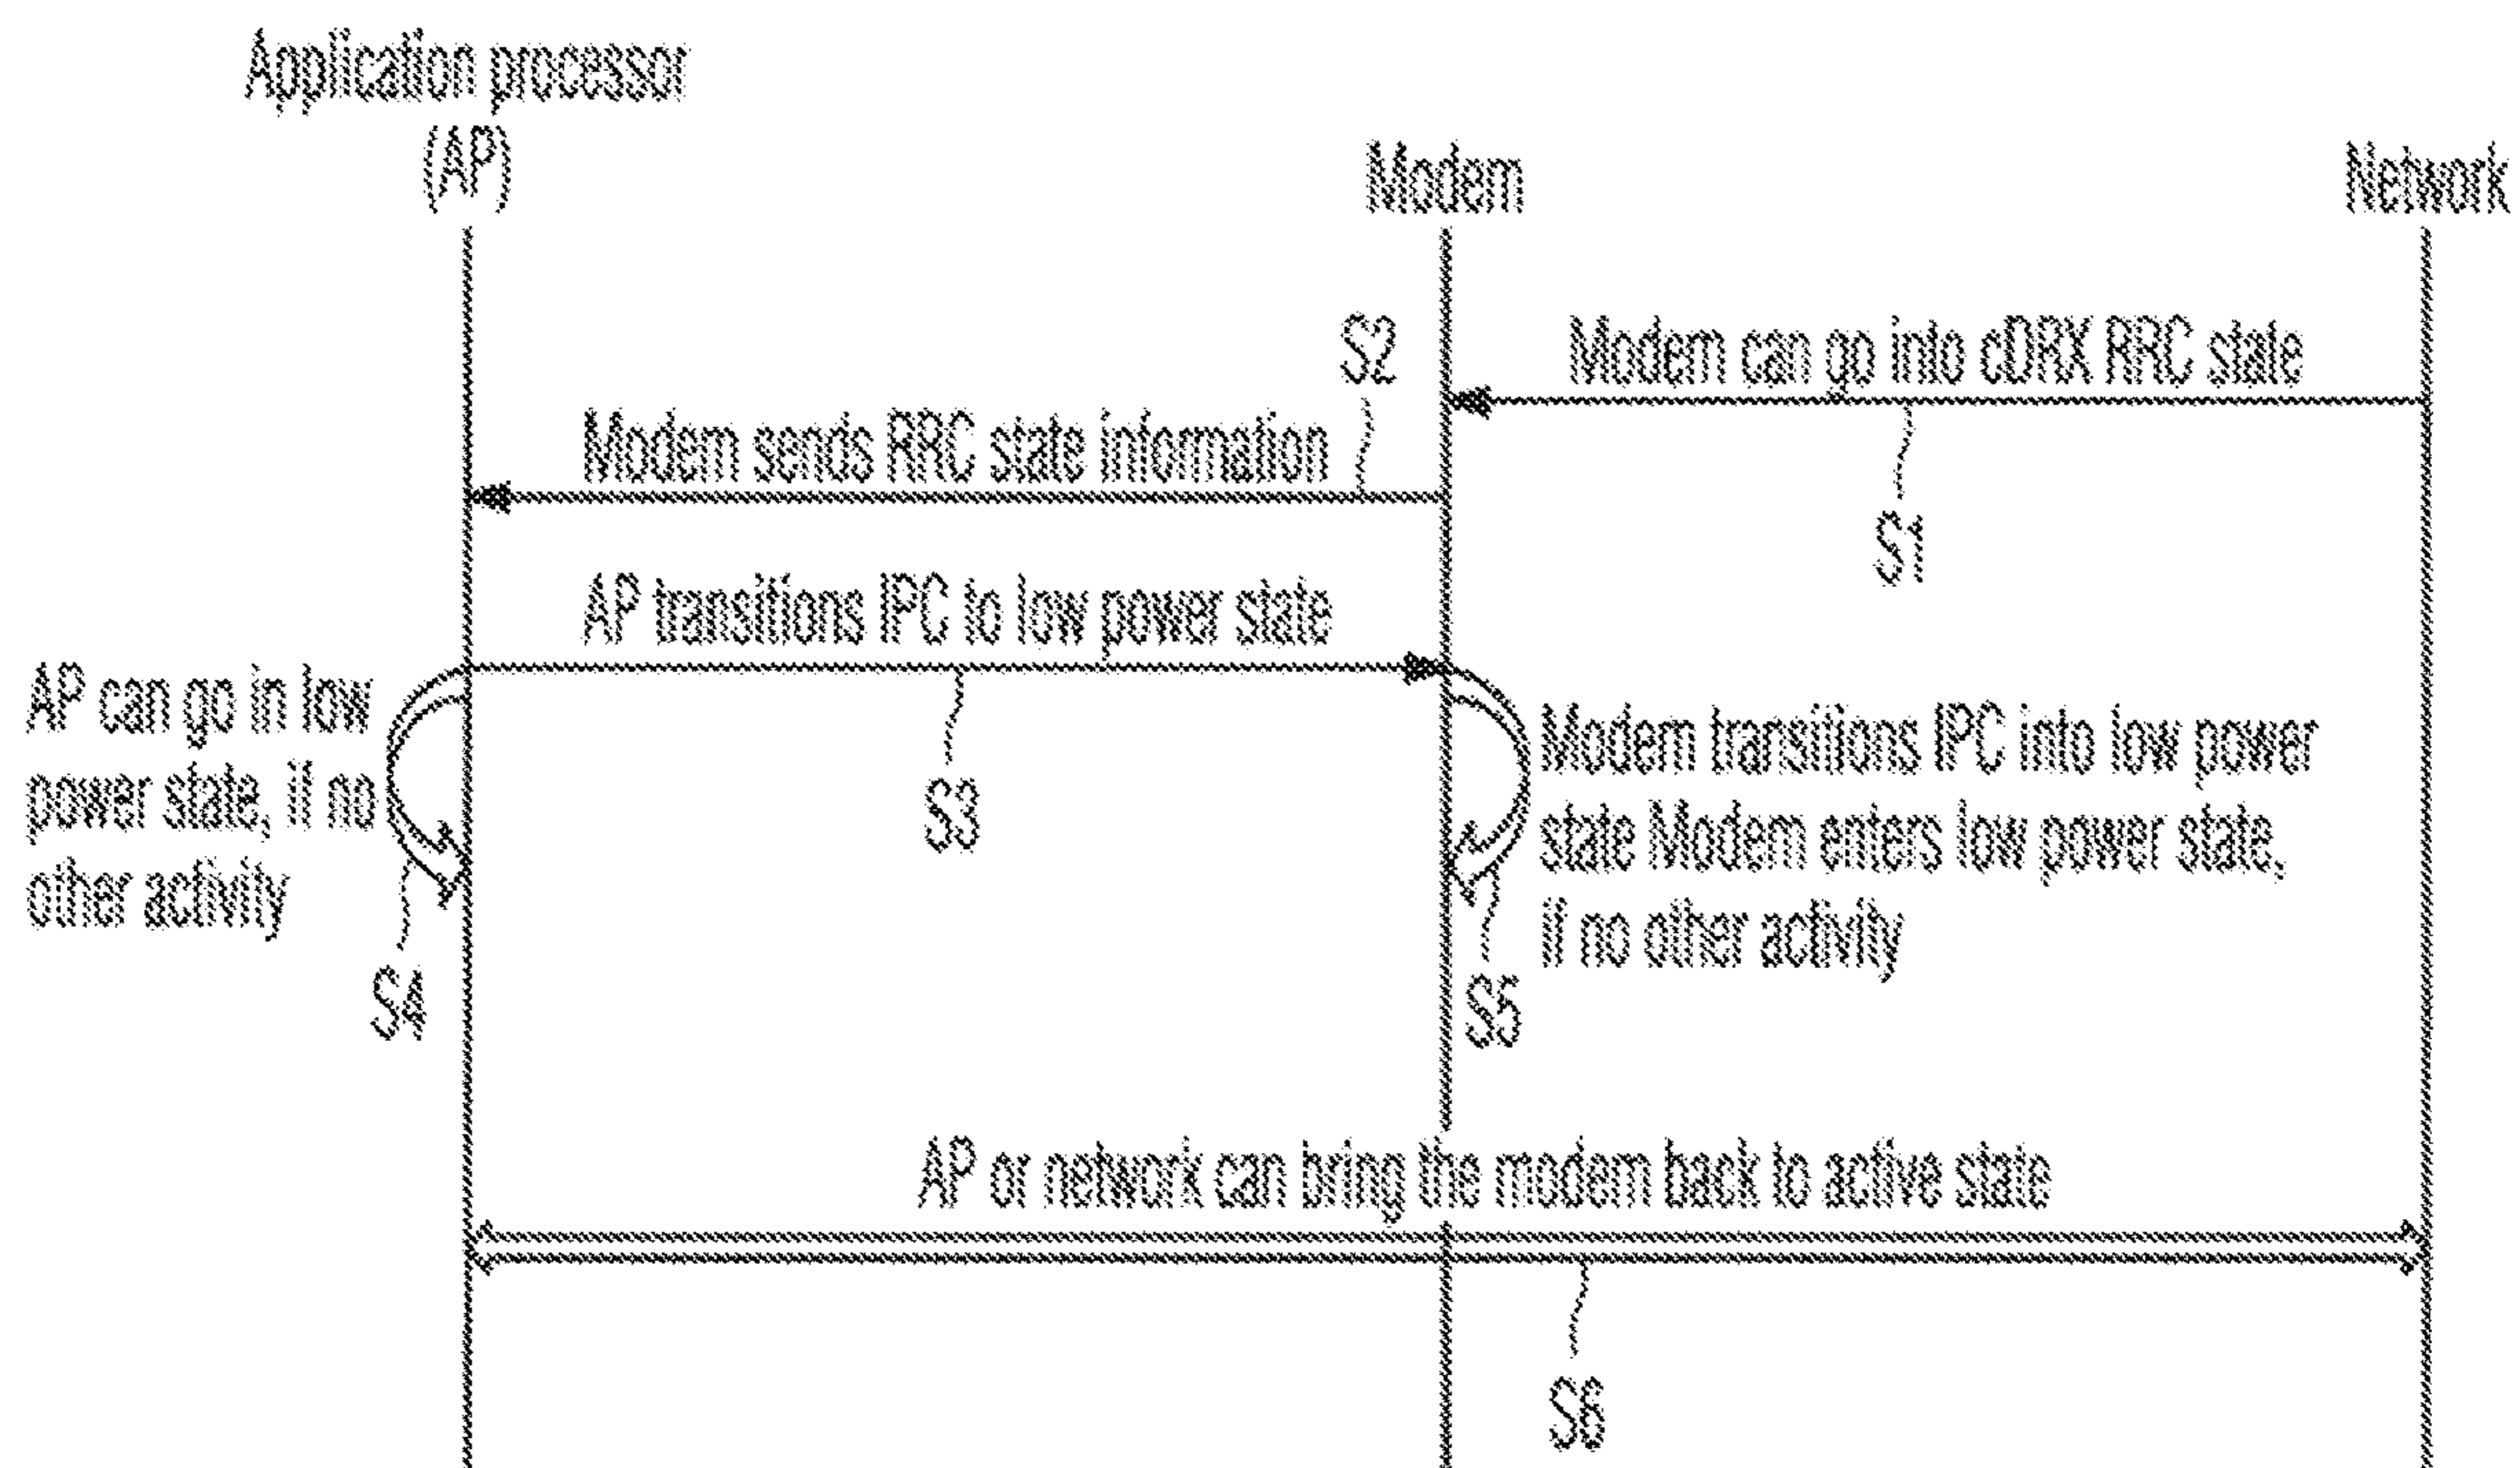 Application processor
(AP)
Modem
Network
S2
Modem can go into cDRX RRC state
Modem sends RRC state information
S1
AP transitions IPC to low power state
AP can go in low
power state, if no
other activity
S3
Modem transitions IPC into low power
state Modem enters low power state,
if no other activity
S4
S5
AP or network can bring the modem back to active state
S6